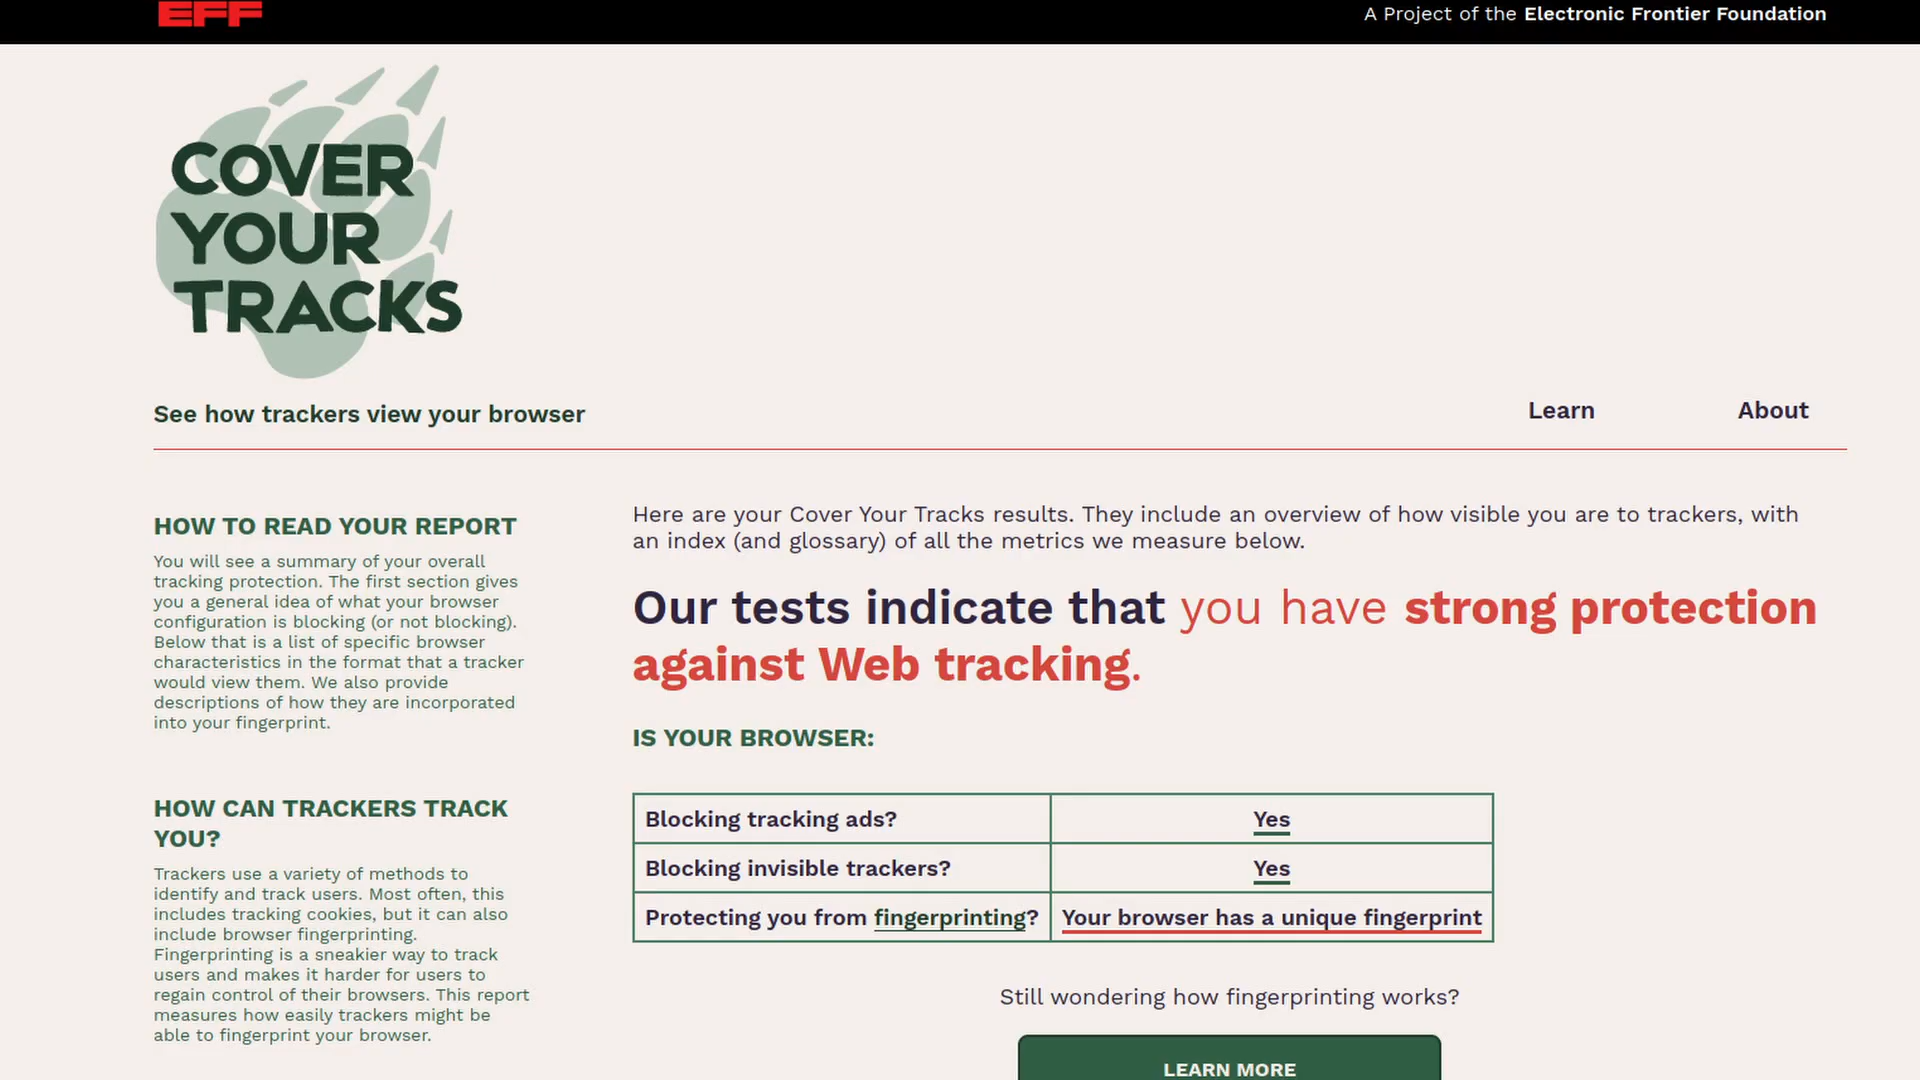 EFF
A Project of the Electronic Frontier Foundation
COVER
YOUR
TRACKS
See how trackers view your browser
Learn
About
HOW TO READ YOUR REPORT
You will see a summary of your overall
tracking protection. The first section gives
you a general idea of what your browser
configuration is blocking (or not blocking).
Below that is a list of specific browser
characteristics in the format that a tracker
would view them. We also provide
descriptions of how they are incorporated
into your fingerprint.
HOW CAN TRACKERS TRACK
YOU?
Trackers use a variety of methods to
identify and track users. Most often, this
includes tracking cookies, but it can also
include browser fingerprinting.
Fingerprinting is a sneakier way to track
users and makes it harder for users to
regain control of their browsers. This report
measures how easily trackers might be
able to fingerprint your browser.
Here are your Cover Your Tracks results. They include an overview of how visible you are to trackers, with
an index (and glossary) of all the metrics we measure below.
Our tests indicate that you have strong protection
against Web tracking.
IS YOUR BROWSER:
Blocking tracking ads? Yes
Blocking invisible trackers? Yes
Protecting you from fingerprinting? Your browser has a unique fingerprint
Still wondering how fingerprinting works?
LEARN MORE